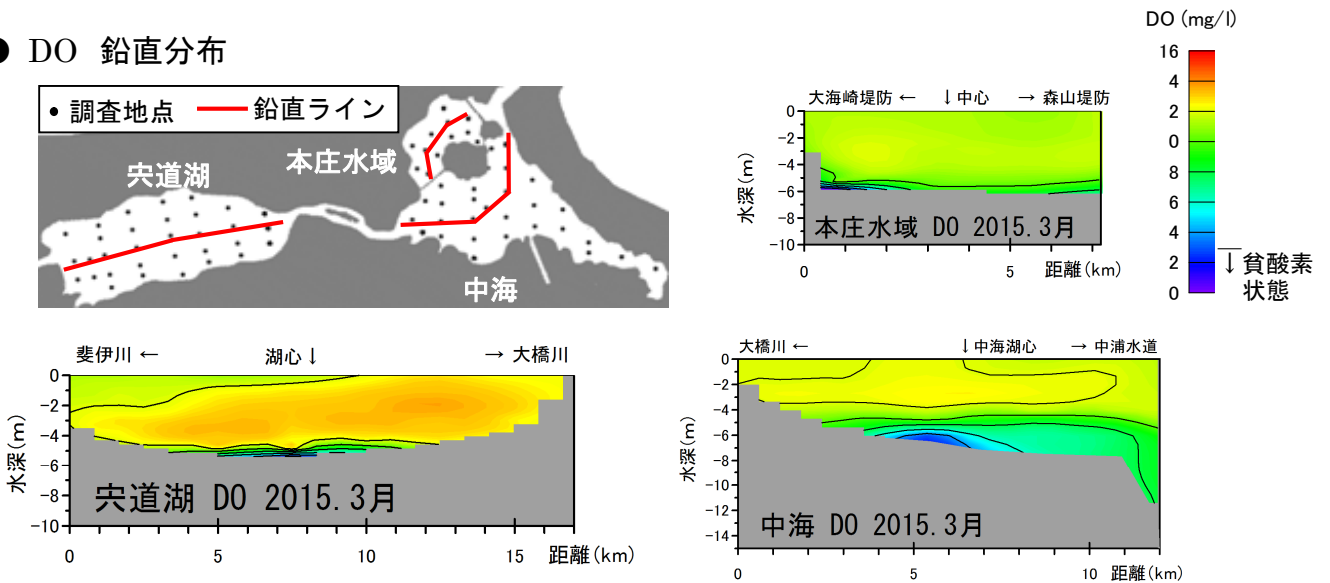 ● DO 鉛直分布
• 調査地点 ― 鉛直ライン
宍道湖
本庄水域
中海
DO (mg/l)
16
4
2
0
8
6
4
2
0
↓貧酸素
状態
大海崎堤防 ← ↓中心 → 森山堤防
0
-2
-4
-6
-8
-10
水深(m)
本庄水域 DO 2015.3月
0 5 距離(km)
斐伊川 ← 湖心↓ → 大橋川
0
-2
-4
-6
-8
-10
水深(m)
宍道湖 DO 2015.3月
0 5 10 15 距離(km)
大橋川 ← ↓中海湖心 → 中浦水道
0
-2
-4
-6
-8
-10
-12
-14
水深(m)
中海 DO 2015.3月
0 5 10 距離(km)